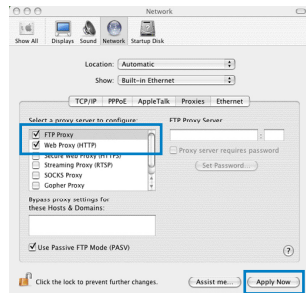 Network
Show All Displays Sound Network Startup Disk
Location: Automatic
Show: Built-in Ethernet
TCP/IP PPPoE AppleTalk Proxies Ethernet
Select a proxy server to configure: FTP Proxy Server
FTP Proxy
:
Web Proxy (HTTP)
Secure Web Proxy (HTTPS)
Proxy server requires password
Streaming Proxy (RTSP)
Set Password...
SOCKS Proxy
Gopher Proxy
Bypass proxy settings for
these Hosts & Domains:
Use Passive FTP Mode (PASV)
?
Click the lock to prevent further changes.
Assist me...
Apply Now